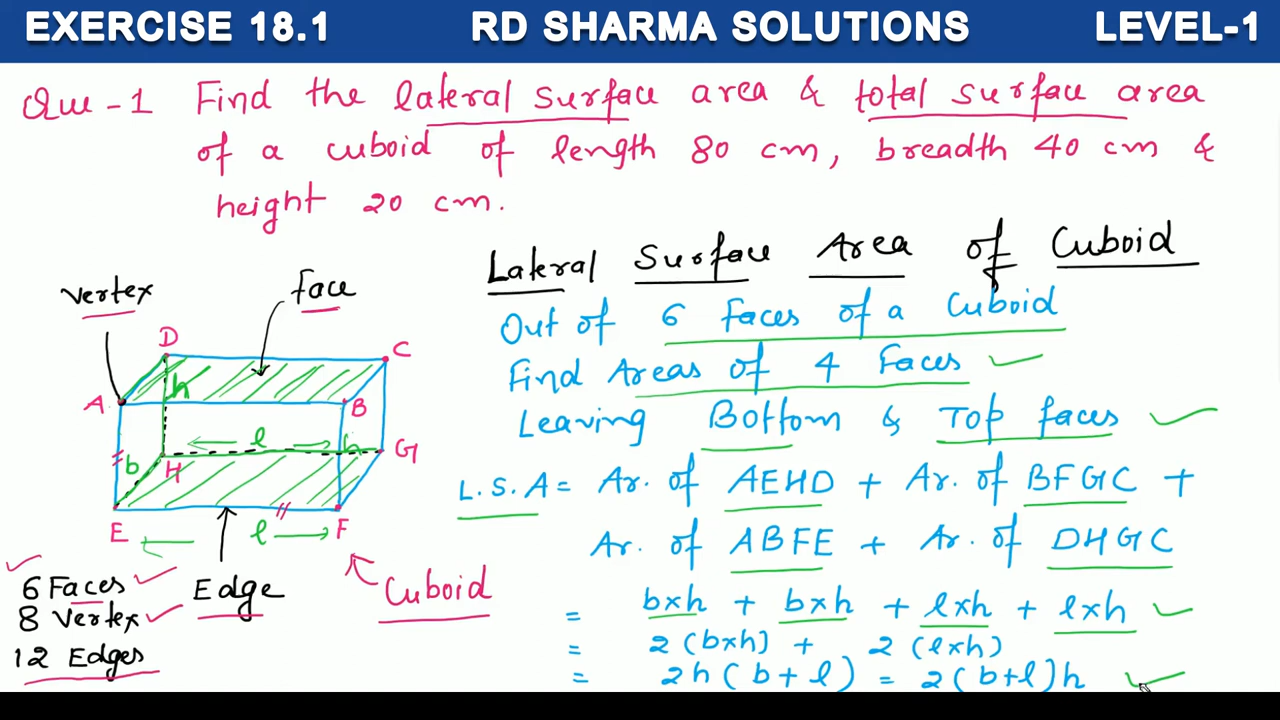 EXERCISE 18.1 RD SHARMA SOLUTIONS LEVEL-1
Que-1 Find the lateral surface area & total surface area
of a cuboid of length 80 cm, breadth 40 cm &
height 20 cm.
Lateral Surface Area of Cuboid
Out of 6 Faces of a Cuboid
Find Areas of 4 Faces
Leaving Bottom & Top faces
L.S.A = Ar. of AEHD + Ar. of BFGC +
Ar. of ABFE + Ar. of DHGC
= b×h + b×h + l×h + l×h
= 2(b×h) + 2(l×h)
= 2h(b+l) = 2(b+l)h
Vertex
face
D
C
h
A
B
l
h
G
b
H
E
l
F
6 Faces
8 Vertex
12 Edges
Edge
Cuboid